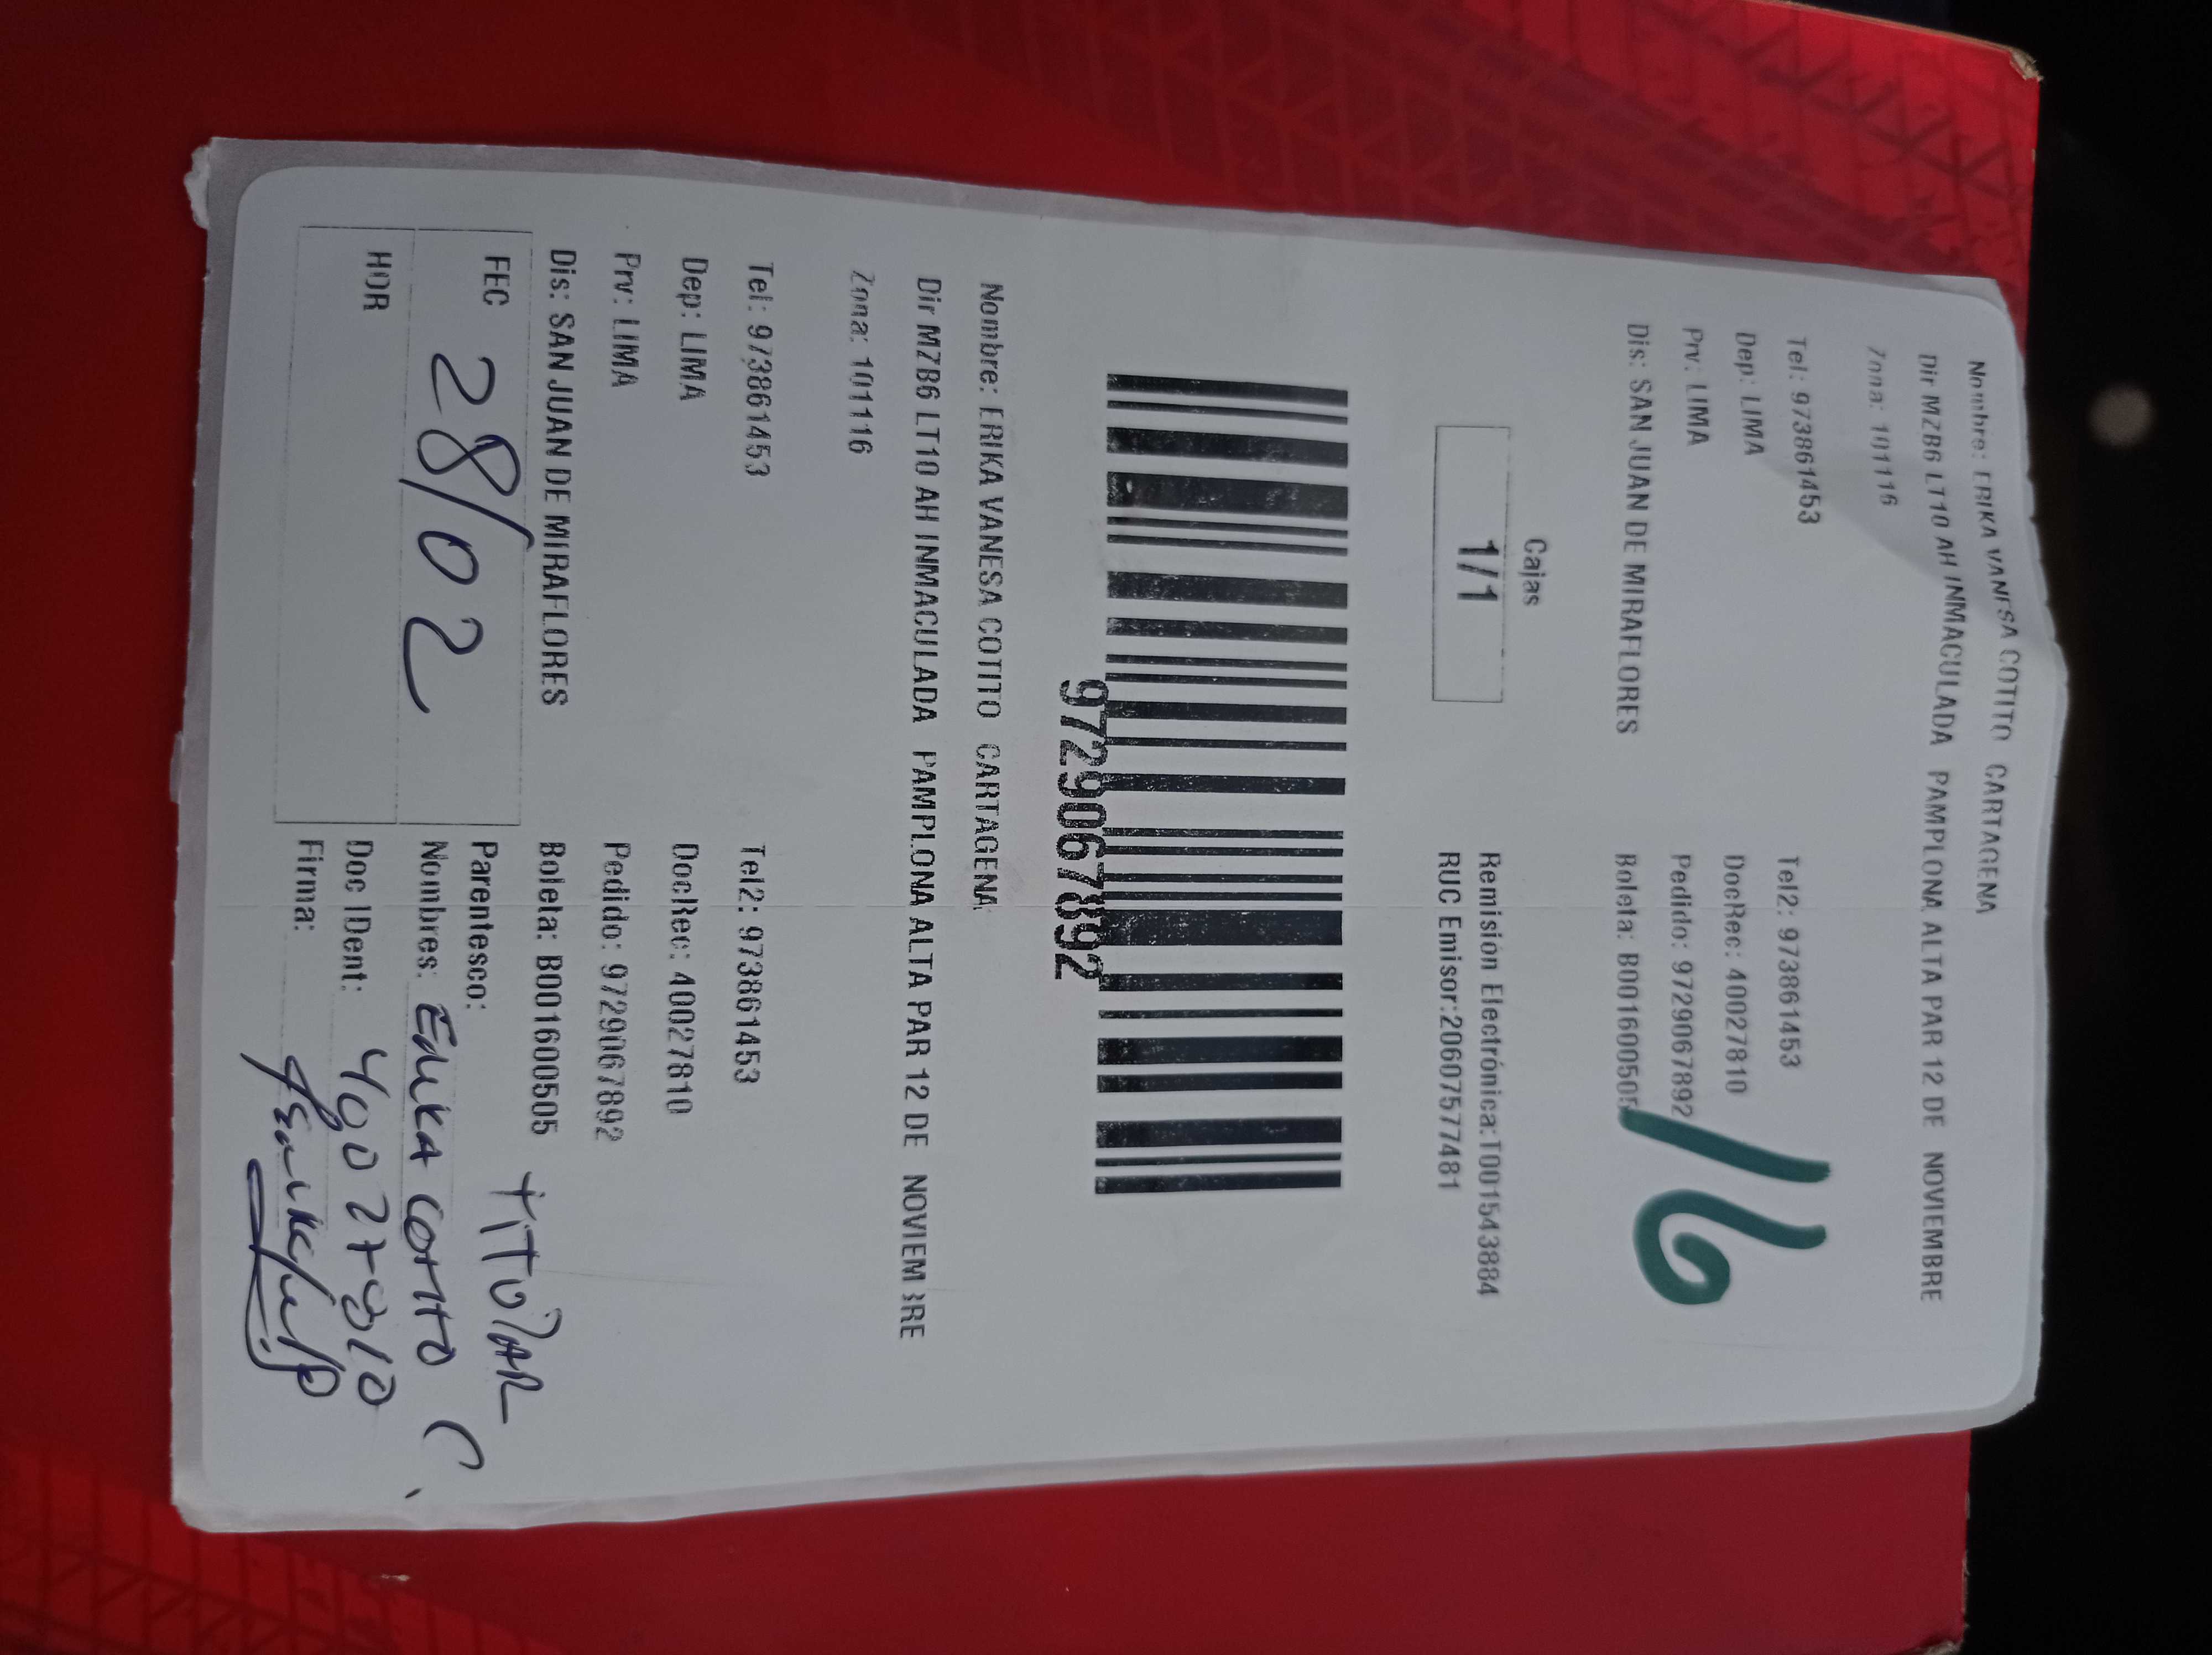 Nombre: ERIKA VANESA COTITO CARTAGENA
Dir MZB6 LT10 AH INMACULADA PAMPLONA ALTA PAR 12 DE NOVIEMBRE
Zona: 101116
Tel: 973861453 Tel2: 973861453
Dep: LIMA DocRec: 40027810
Prv: LIMA Pedido: 9729067892
Dis: SAN JUAN DE MIRAFLORES Boleta: B001600505
16
Cajas
1/1
Remisión Electrónica:T001543884
RUC Emisor:20607577481
9729067892
Nombre: ERIKA VANESA COTITO CARTAGENA
Dir MZB6 LT10 AH INMACULADA PAMPLONA ALTA PAR 12 DE NOVIEMBRE
Zona: 101116
Tel: 973861453 Tel2: 973861453
Dep: LIMA DocRec: 40027810
Prv: LIMA Pedido: 9729067892
Dis: SAN JUAN DE MIRAFLORES Boleta: B001600505
FEC 28/02 Parentesco: TITULAR
Nombres: ERIKA COTITO C
HOR Doc IDent: 40027810
Firma: